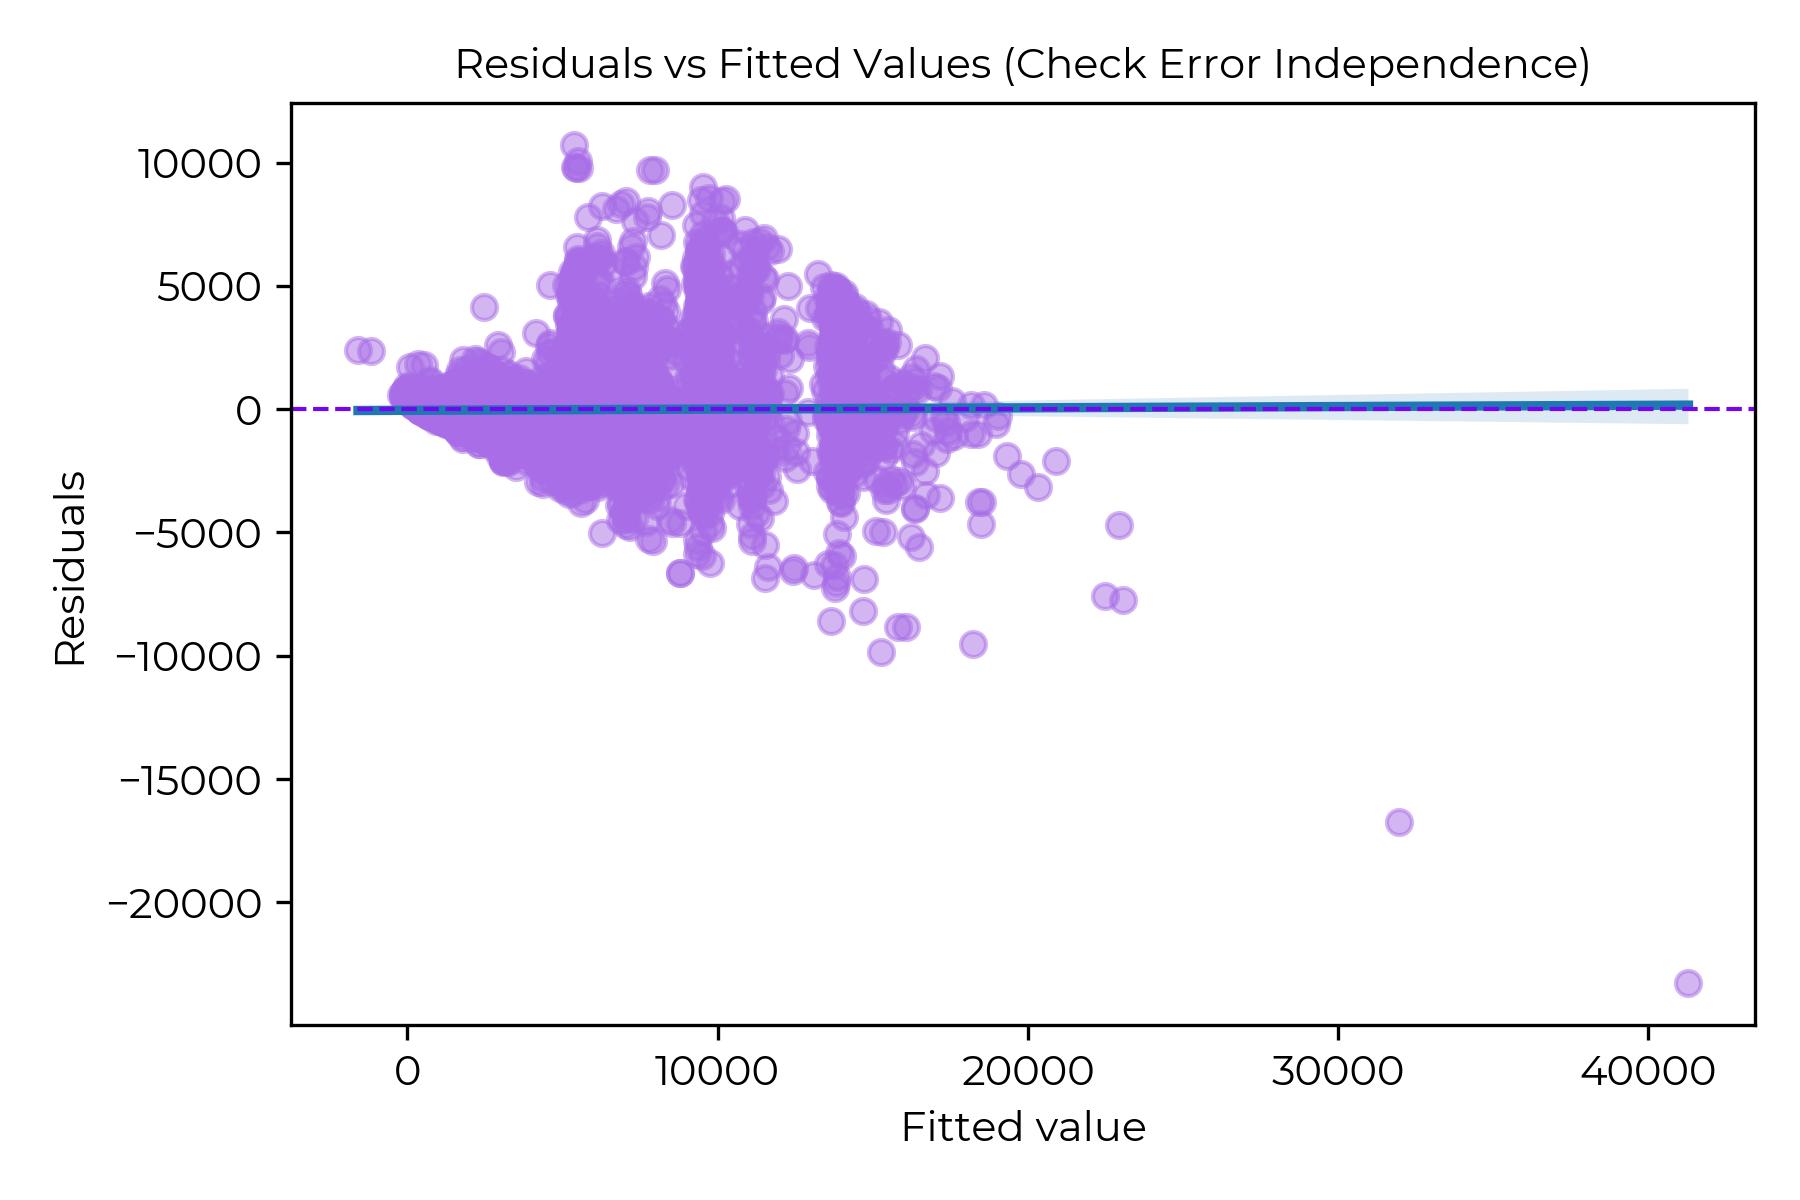 Residuals vs Fitted Values (Check Error Independence)
10000
5000
0
−5000
−10000
−15000
−20000
Residuals
0 10000 20000 30000 40000
Fitted value